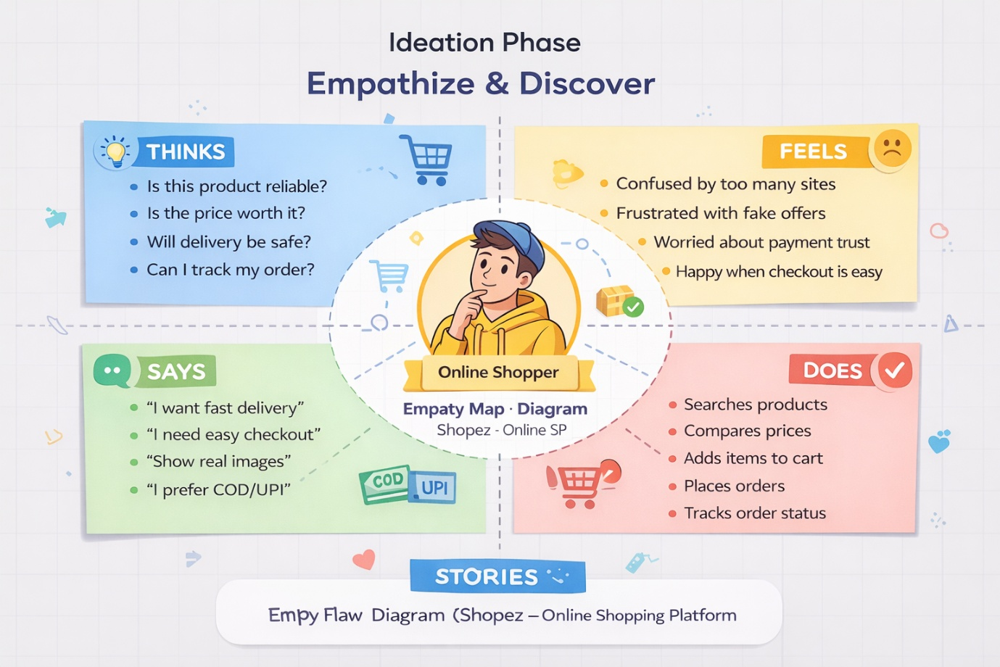 Ideation Phase
Empathize & Discover
THINKS
Is this product reliable?
Is the price worth it?
Will delivery be safe?
Can I track my order?
FEELS
Confused by too many sites
Frustrated with fake offers
Worried about payment trust
Happy when checkout is easy
Online Shopper
Empaty Map · Diagram
Shopez - Online SP
SAYS
“I want fast delivery”
“I need easy checkout”
“Show real images”
“I prefer COD/UPI”
COD
UPI
DOES
Searches products
Compares prices
Adds items to cart
Places orders
Tracks order status
STORIES
Empy Flaw Diagram (Shopez – Online Shopping Platform